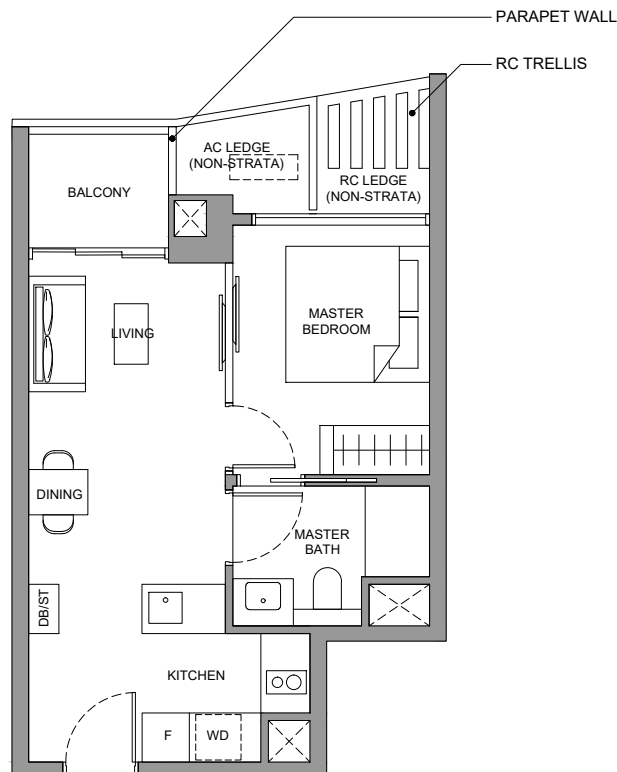 PARAPET WALL
RC TRELLIS
AC LEDGE
(NON-STRATA)
RC LEDGE
(NON-STRATA)
BALCONY
LIVING
MASTER
BEDROOM
DINING
MASTER
BATH
DB/ST
KITCHEN
F
WD